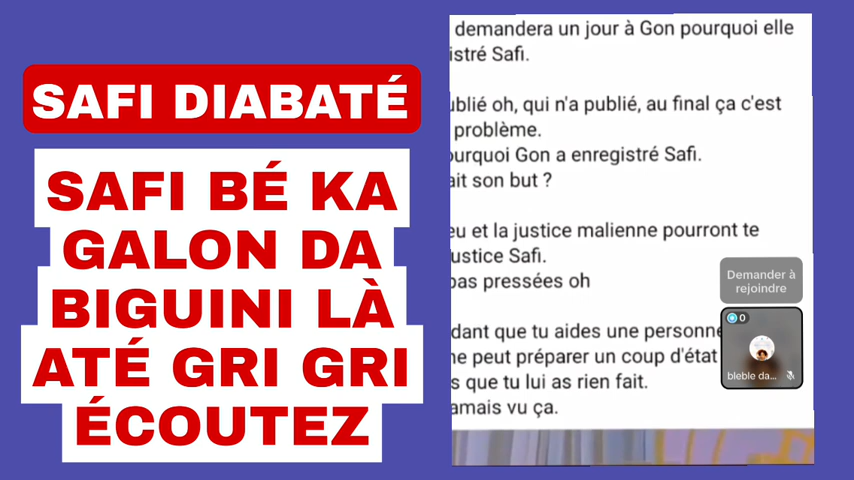 SAFI DIABATÉ
SAFI BÉ KA
GALON DA
BIGUINI LÀ
ATÉ GRI GRI
ÉCOUTEZ
demandera un jour à Gon pourquoi elle
istré Safi.
ublié oh, qui n'a publié, au final ça c'est
problème.
ourquoi Gon a enregistré Safi.
ait son but ?
eu et la justice malienne pourront te
justice Safi.
pas pressées oh
dant que tu aides une personne
ne peut préparer un coup d'état
s que tu lui as rien fait.
amais vu ça.
Demander à
rejoindre
0
bleble da...